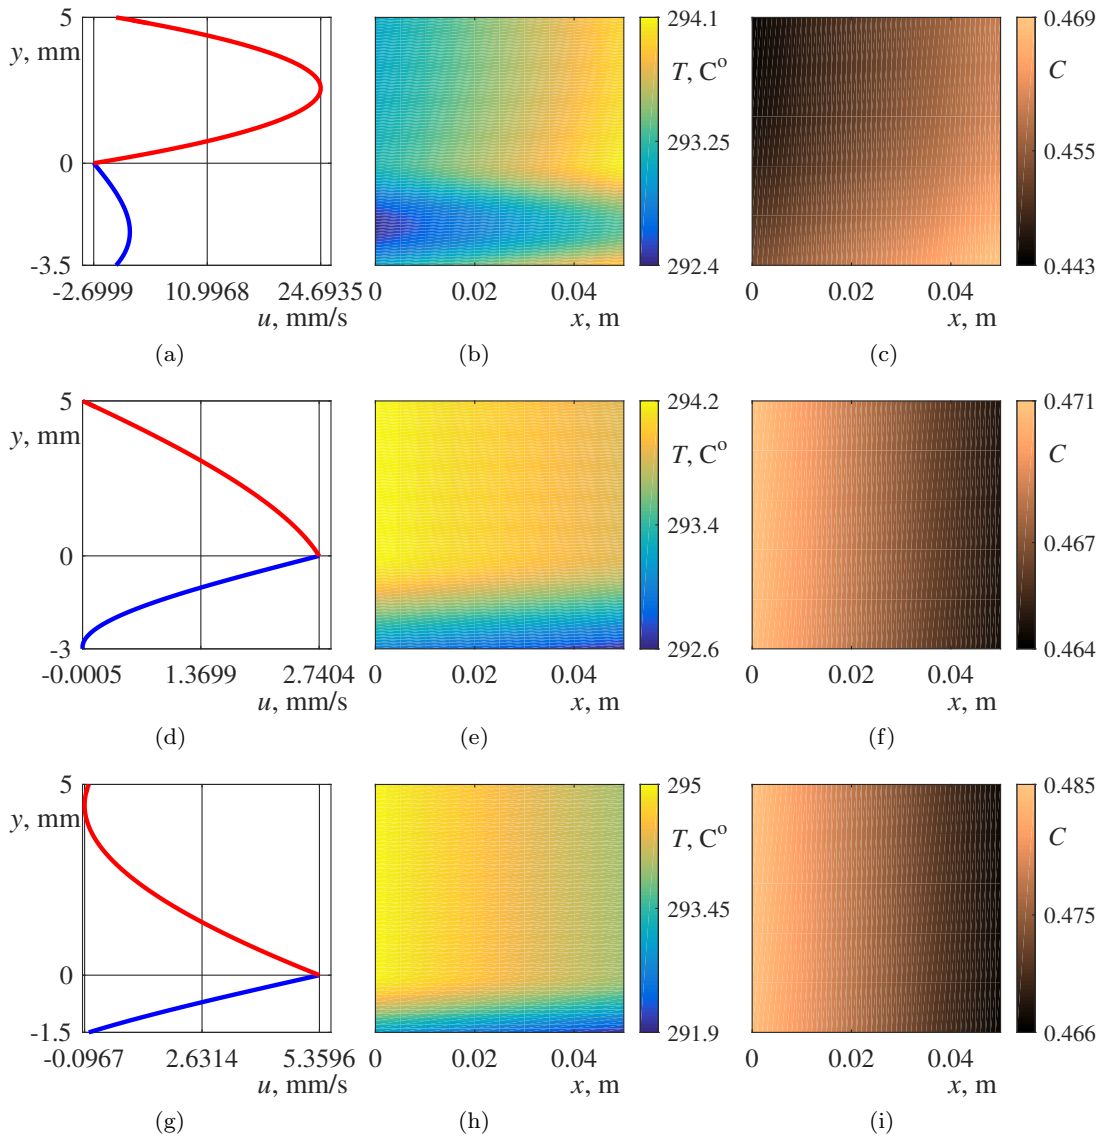 5
y, mm
0
-3.5
-2.6999 10.9968 24.6935
u, mm/s
(a)
294.1
T, C°
293.25
292.4
0 0.02 0.04
x, m
(b)
0.469
C
0.455
0.443
0 0.02 0.04
x, m
(c)
5
y, mm
0
-3
-0.0005 1.3699 2.7404
u, mm/s
(d)
294.2
T, C°
293.4
292.6
0 0.02 0.04
x, m
(e)
0.471
C
0.467
0.464
0 0.02 0.04
x, m
(f)
5
y, mm
0
-1.5
-0.0967 2.6314 5.3596
u, mm/s
(g)
295
T, C°
293.45
291.9
0 0.02 0.04
x, m
(h)
0.485
C
0.475
0.466
0 0.02 0.04
x, m
(i)